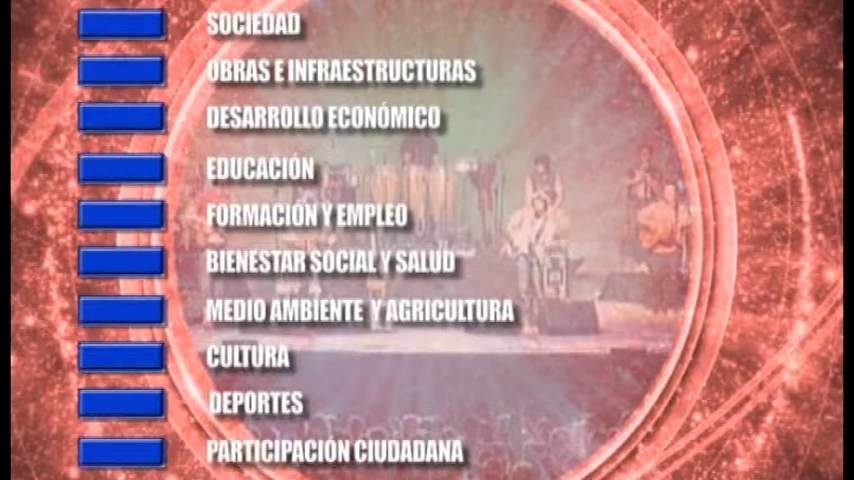 SOCIEDAD
OBRAS E INFRAESTRUCTURAS
DESARROLLO ECONÓMICO
EDUCACIÓN
FORMACIÓN Y EMPLEO
BIENESTAR SOCIAL Y SALUD
MEDIO AMBIENTE Y AGRICULTURA
CULTURA
DEPORTES
PARTICIPACIÓN CIUDADANA